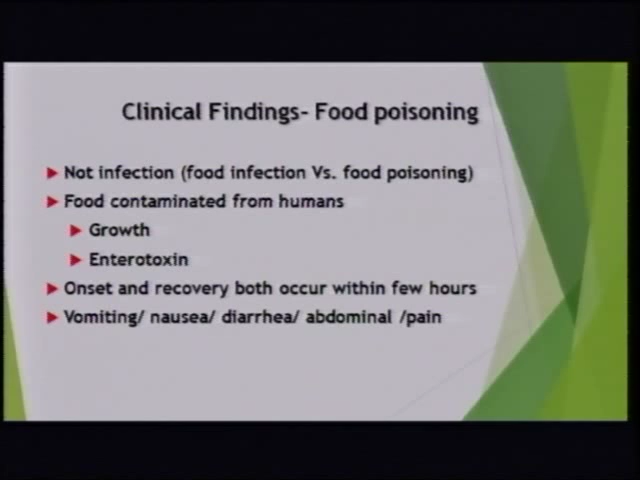 Clinical Findings- Food poisoning
Not infection (food infection Vs. food poisoning)
Food contaminated from humans
Growth
Enterotoxin
Onset and recovery both occur within few hours
Vomiting/ nausea/ diarrhea/ abdominal /pain